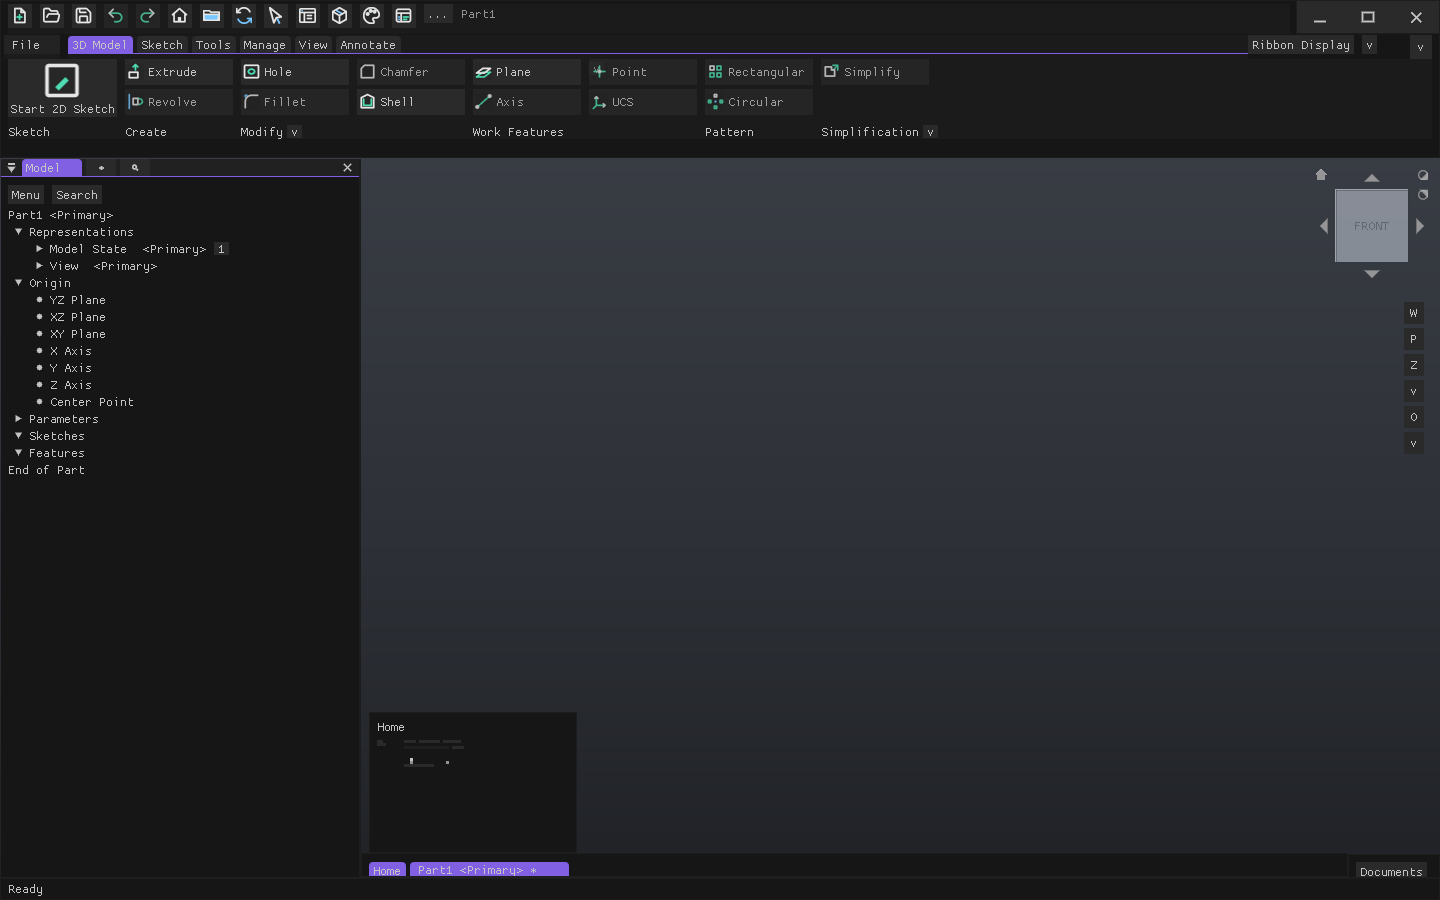 ... Part1
File 3D Model Sketch Tools Manage View Annotate Ribbon Display v v
Start 2D Sketch Extrude Hole Chamfer Plane Point Rectangular Simplify
Revolve Fillet Shell Axis UCS Circular
Sketch Create Modify v Work Features Pattern Simplification v
Model
Menu Search
Part1 <Primary>
Representations
Model State <Primary> 1
View <Primary>
Origin
YZ Plane
XZ Plane
XY Plane
X Axis
Y Axis
Z Axis
Center Point
Parameters
Sketches
Features
End of Part
FRONT
W
P
Z
v
O
v
Home
Home Part1 <Primary> * Documents
Ready